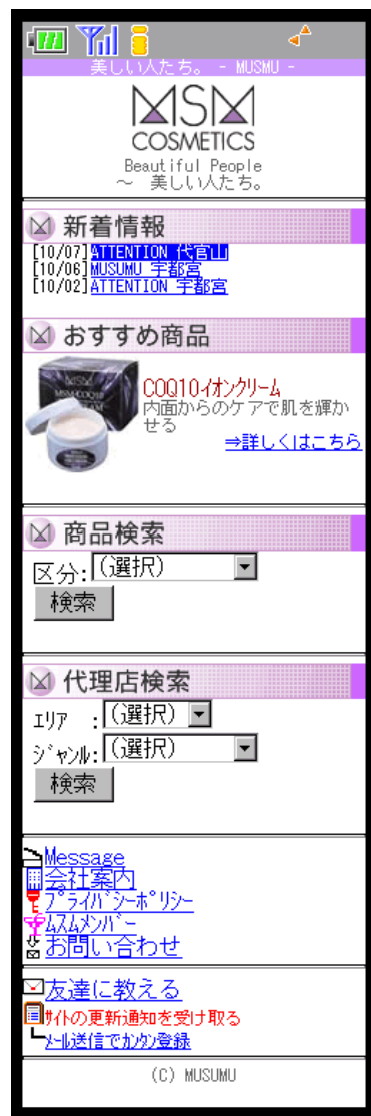 美しい人たち。 - MUSMU -
MSM
COSMETICS
Beautiful People
～ 美しい人たち。
新着情報
[10/07]ATTENTION 代官山
[10/06]MUSUMU 宇都宮
[10/02]ATTENTION 宇都宮
おすすめ商品
COQ10イオンクリーム
内面からのケアで肌を輝か
せる
⇒詳しくはこちら
商品検索
区分:(選択)
検索
代理店検索
エリア :(選択)
ジャンル:(選択)
検索
Message
会社案内
プライバシーポリシー
ムスムメンバー
お問い合わせ
友達に教える
サイトの更新通知を受け取る
メール送信でカンタン登録
(C) MUSUMU